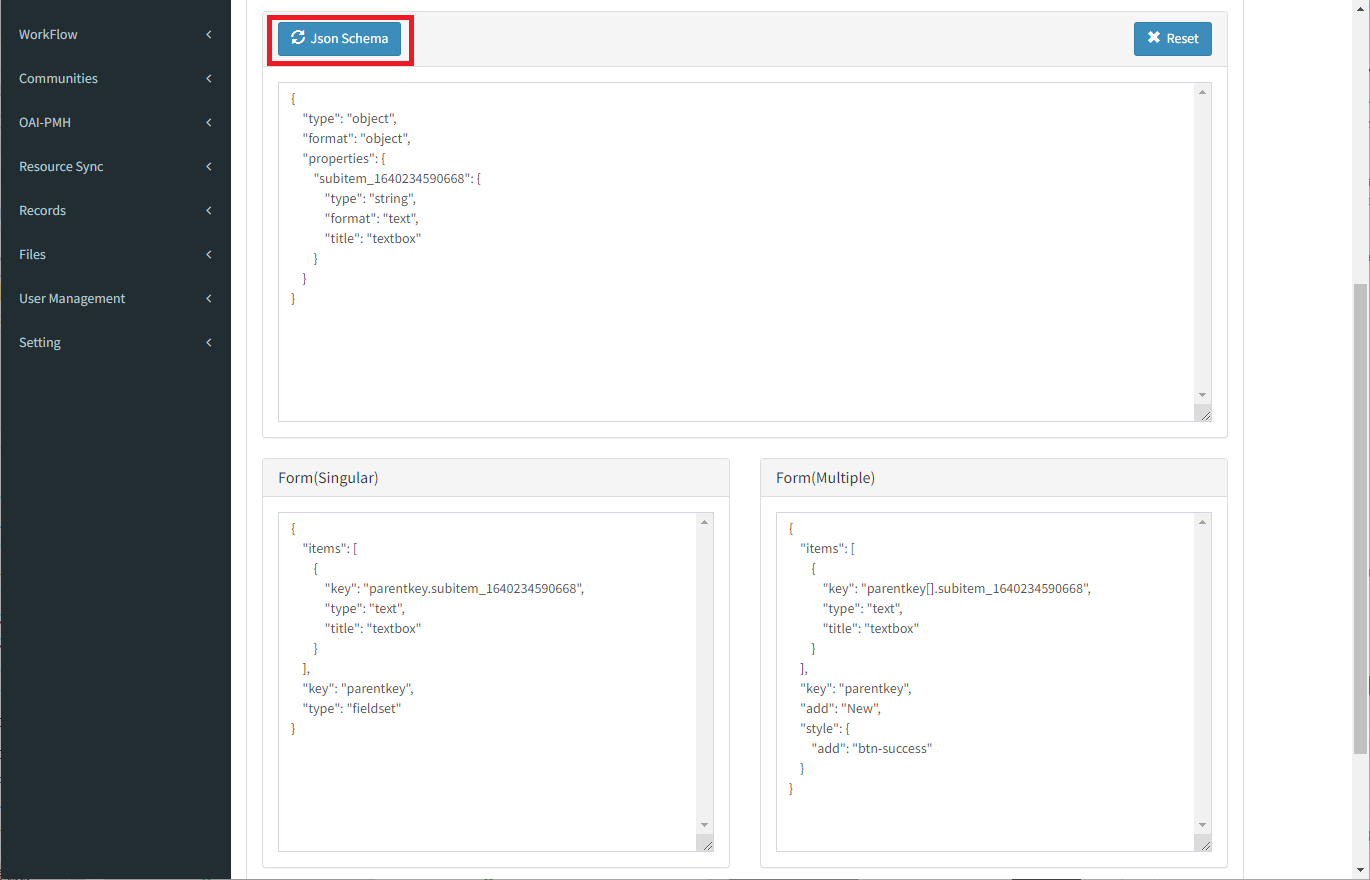 WorkFlow
Communities
OAI-PMH
Resource Sync
Records
Files
User Management
Setting
Json Schema
Reset
{
"type": "object",
"format": "object",
"properties": {
"subitem_1640234590668": {
"type": "string",
"format": "text",
"title": "textbox"
}
}
}
Form(Singular)
{
"items": [
{
"key": "parentkey.subitem_1640234590668",
"type": "text",
"title": "textbox"
}
],
"key": "parentkey",
"type": "fieldset"
}
Form(Multiple)
{
"items": [
{
"key": "parentkey[].subitem_1640234590668",
"type": "text",
"title": "textbox"
}
],
"key": "parentkey",
"add": "New",
"style": {
"add": "btn-success"
}
}